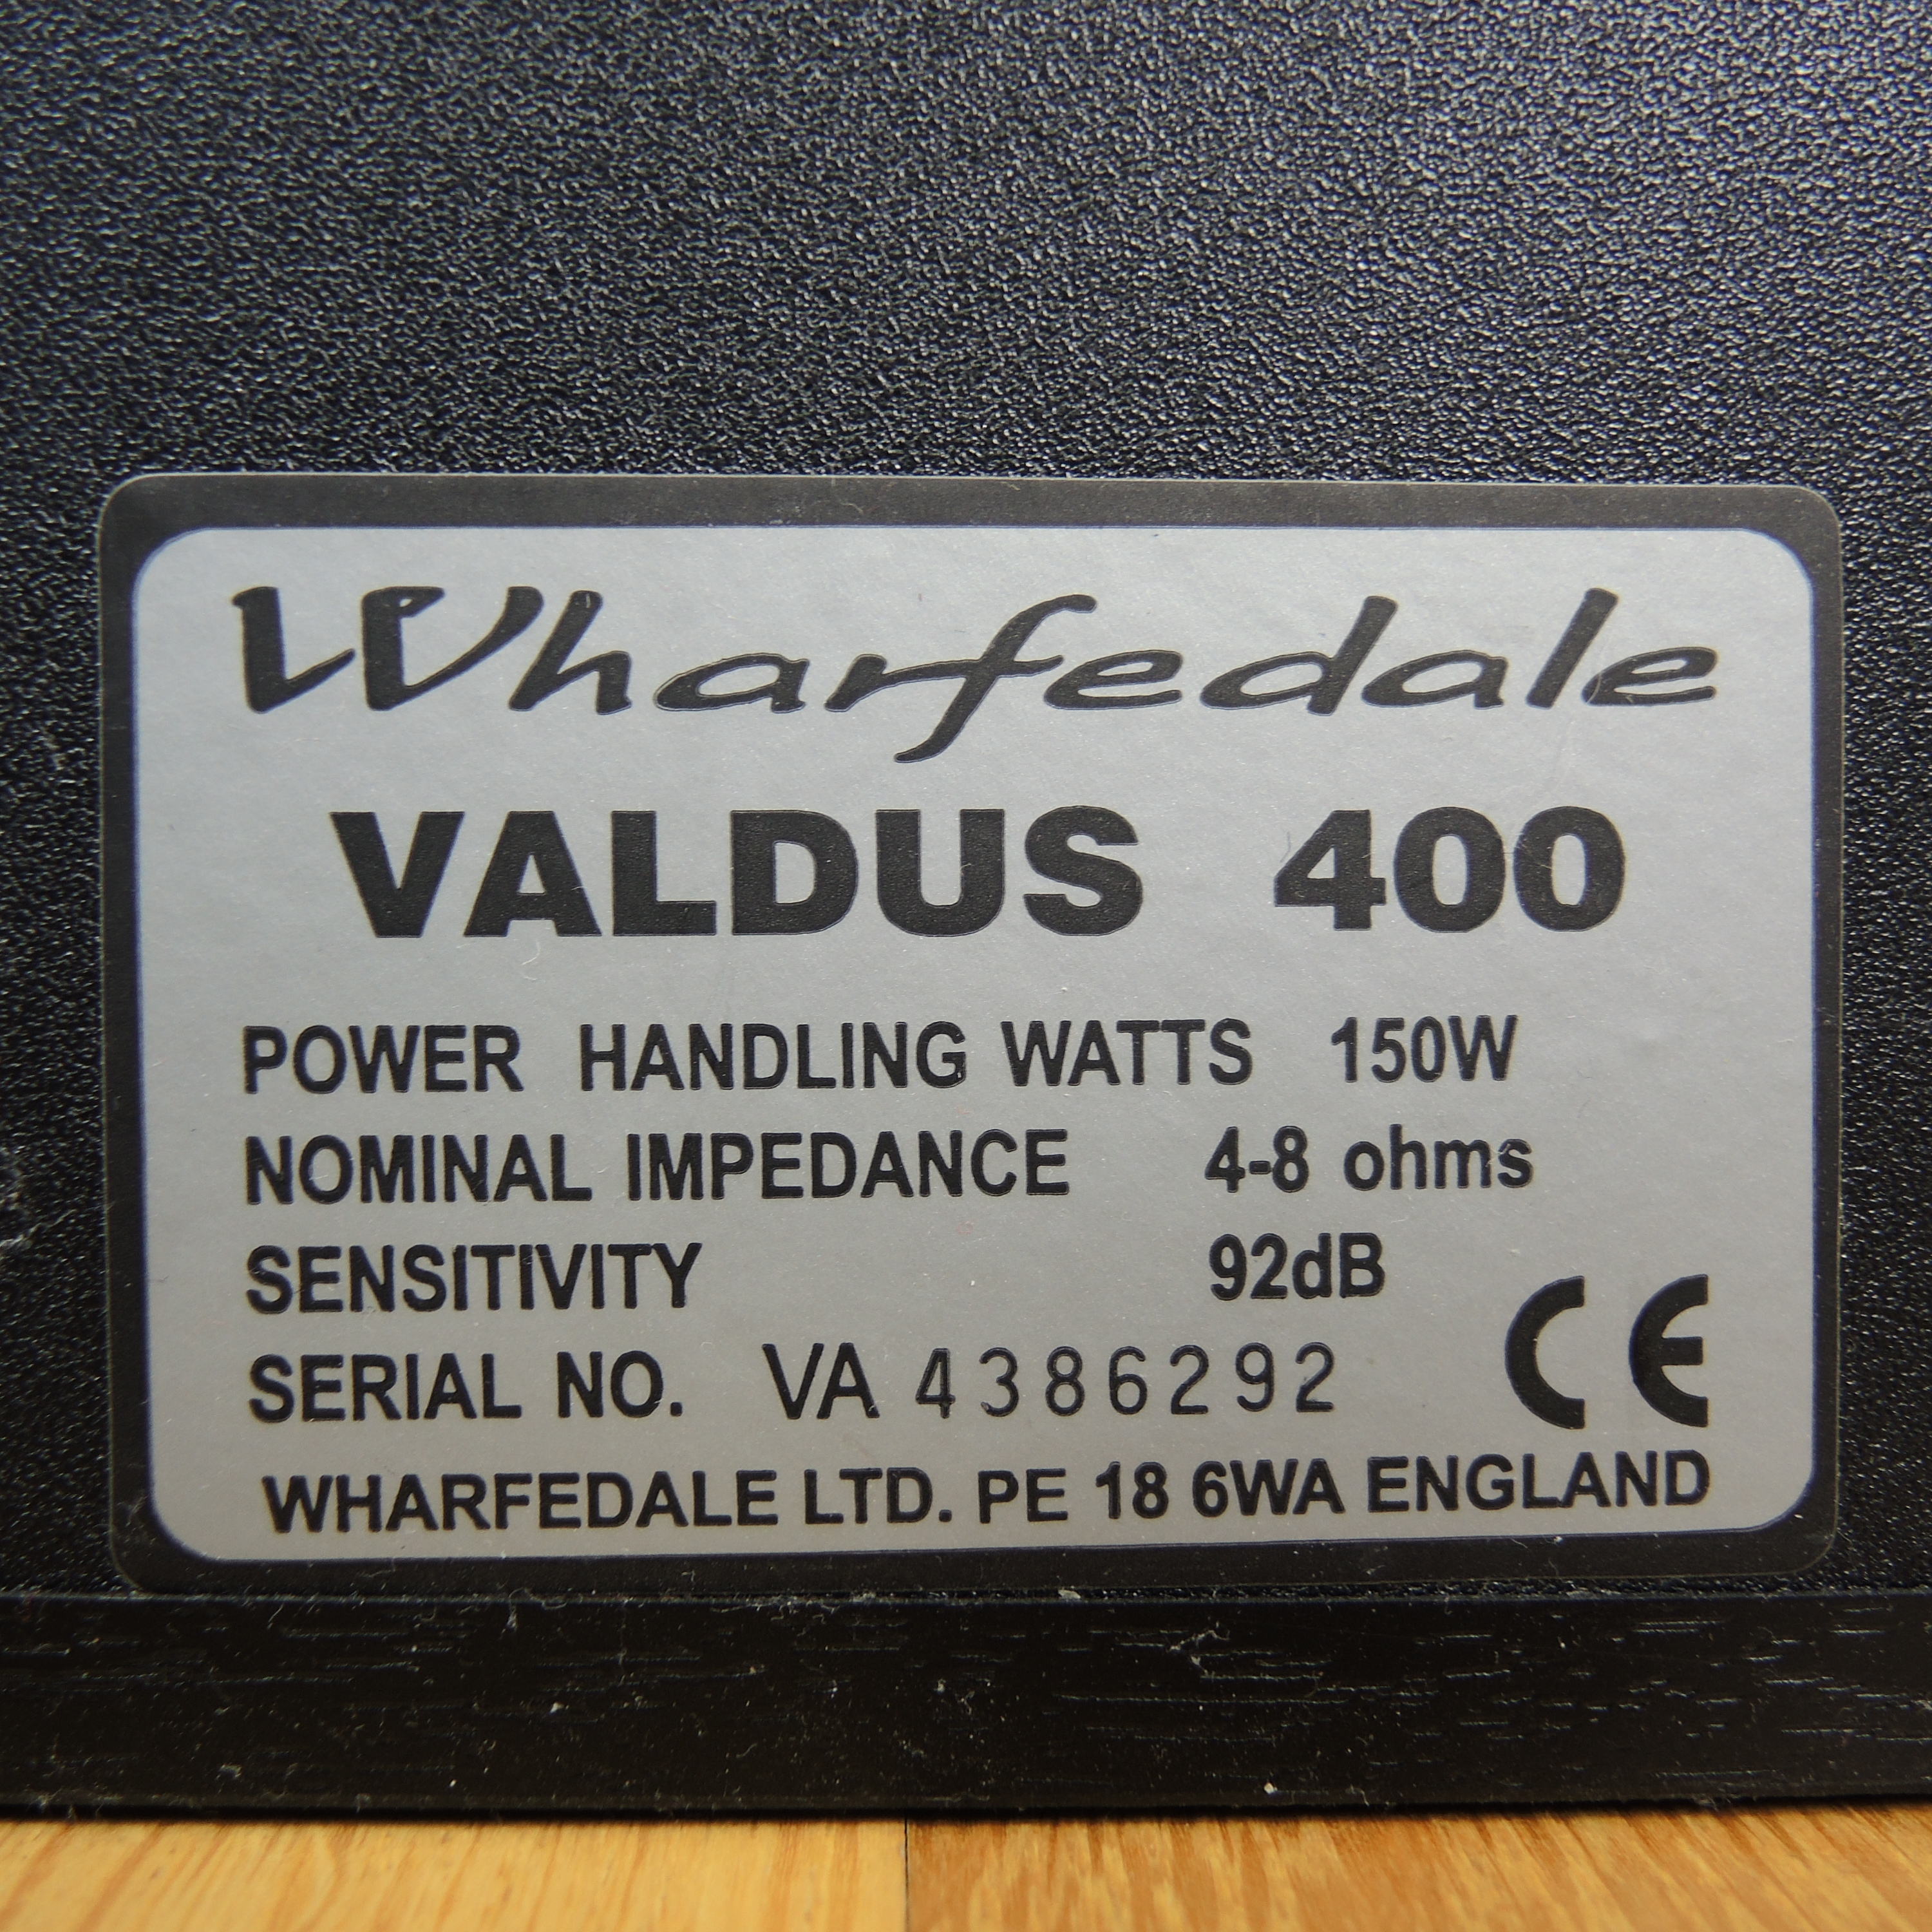 Wharfedale
VALDUS 400
POWER HANDLING WATTS 150W
NOMINAL IMPEDANCE 4-8 ohms
SENSITIVITY 92dB
SERIAL NO. VA 4386292
CE
WHARFEDALE LTD. PE 18 6WA ENGLAND